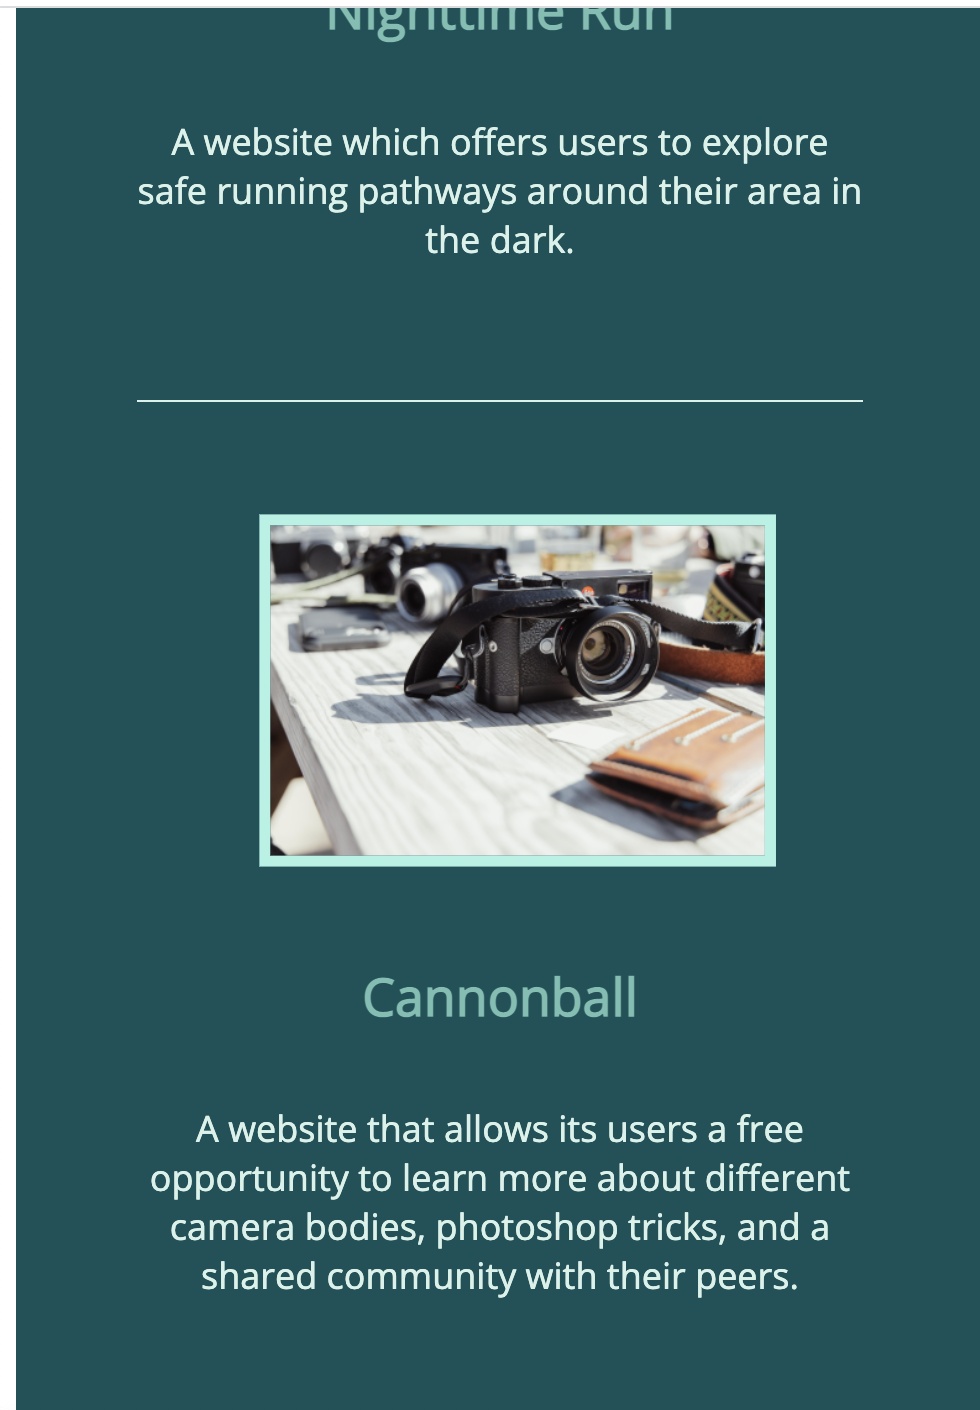 Nighttime Run
A website which offers users to explore
safe running pathways around their area in
the dark.
Cannonball
A website that allows its users a free
opportunity to learn more about different
camera bodies, photoshop tricks, and a
shared community with their peers.